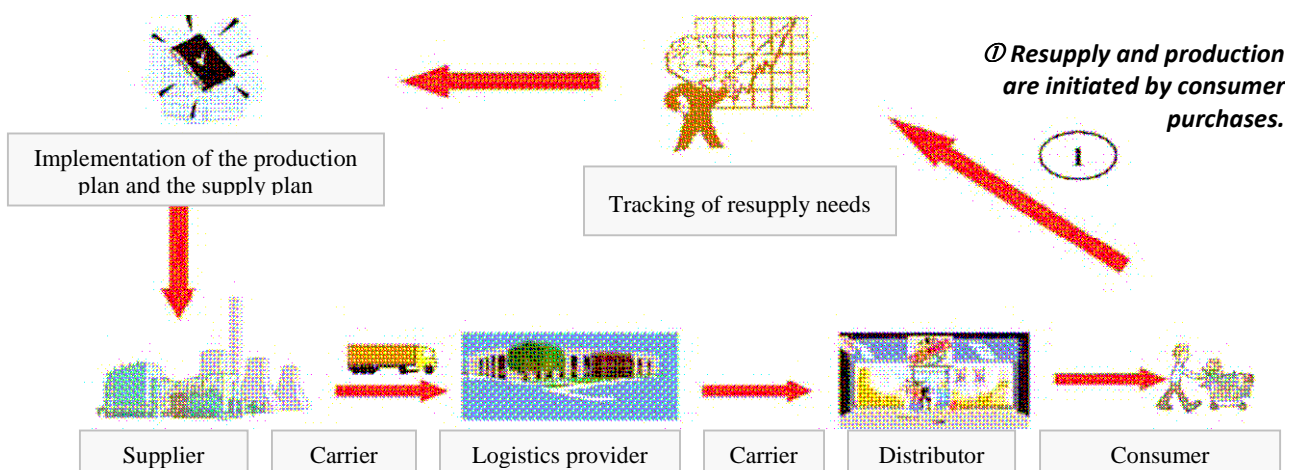 ① Resupply and production
are initiated by consumer
purchases.
1
Implementation of the production
plan and the supply plan
Tracking of resupply needs
Supplier
Carrier
Logistics provider
Carrier
Distributor
Consumer